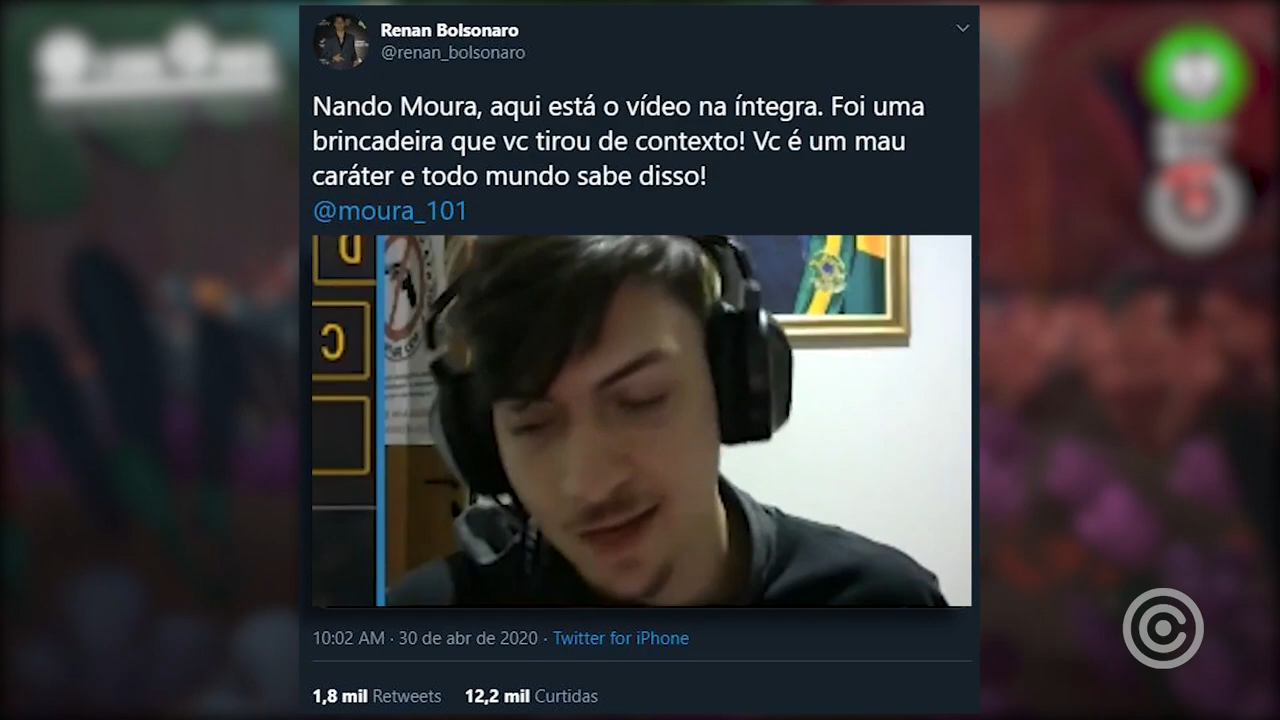 Renan Bolsonaro
@renan_bolsonaro
Nando Moura, aqui está o vídeo na íntegra. Foi uma
brincadeira que vc tirou de contexto! Vc é um mau
caráter e todo mundo sabe disso!
@moura_101
10:02 AM · 30 de abr de 2020 · Twitter for iPhone
1,8 mil Retweets 12,2 mil Curtidas